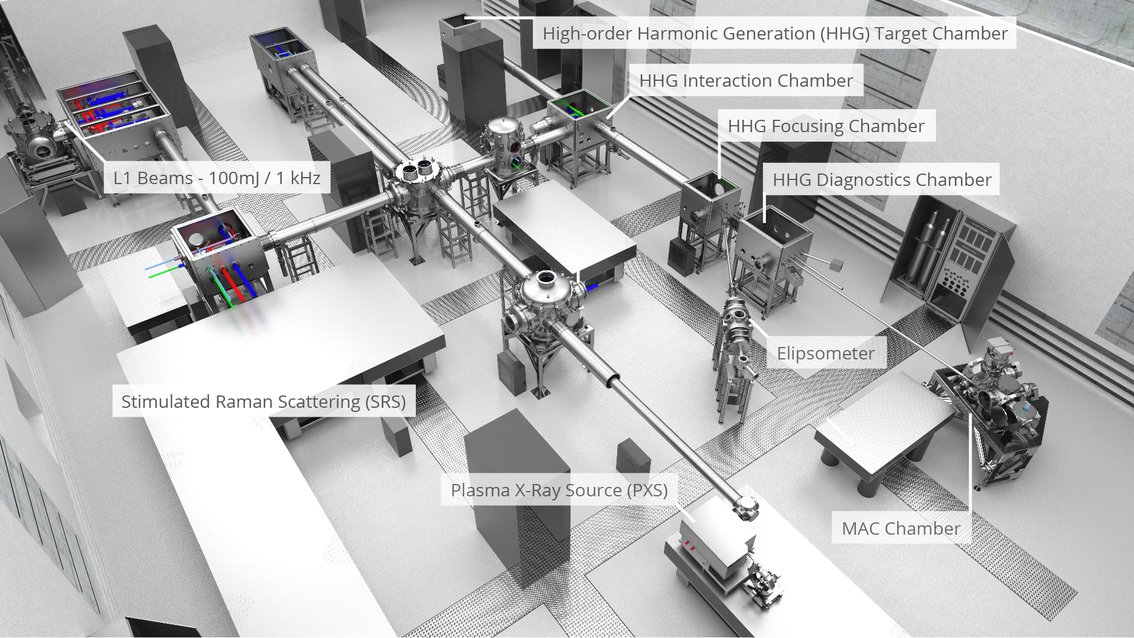 High-order Harmonic Generation (HHG) Target Chamber
HHG Interaction Chamber
HHG Focusing Chamber
L1 Beams - 100mJ / 1 kHz
HHG Diagnostics Chamber
Elipsometer
Stimulated Raman Scattering (SRS)
Plasma X-Ray Source (PXS)
MAC Chamber